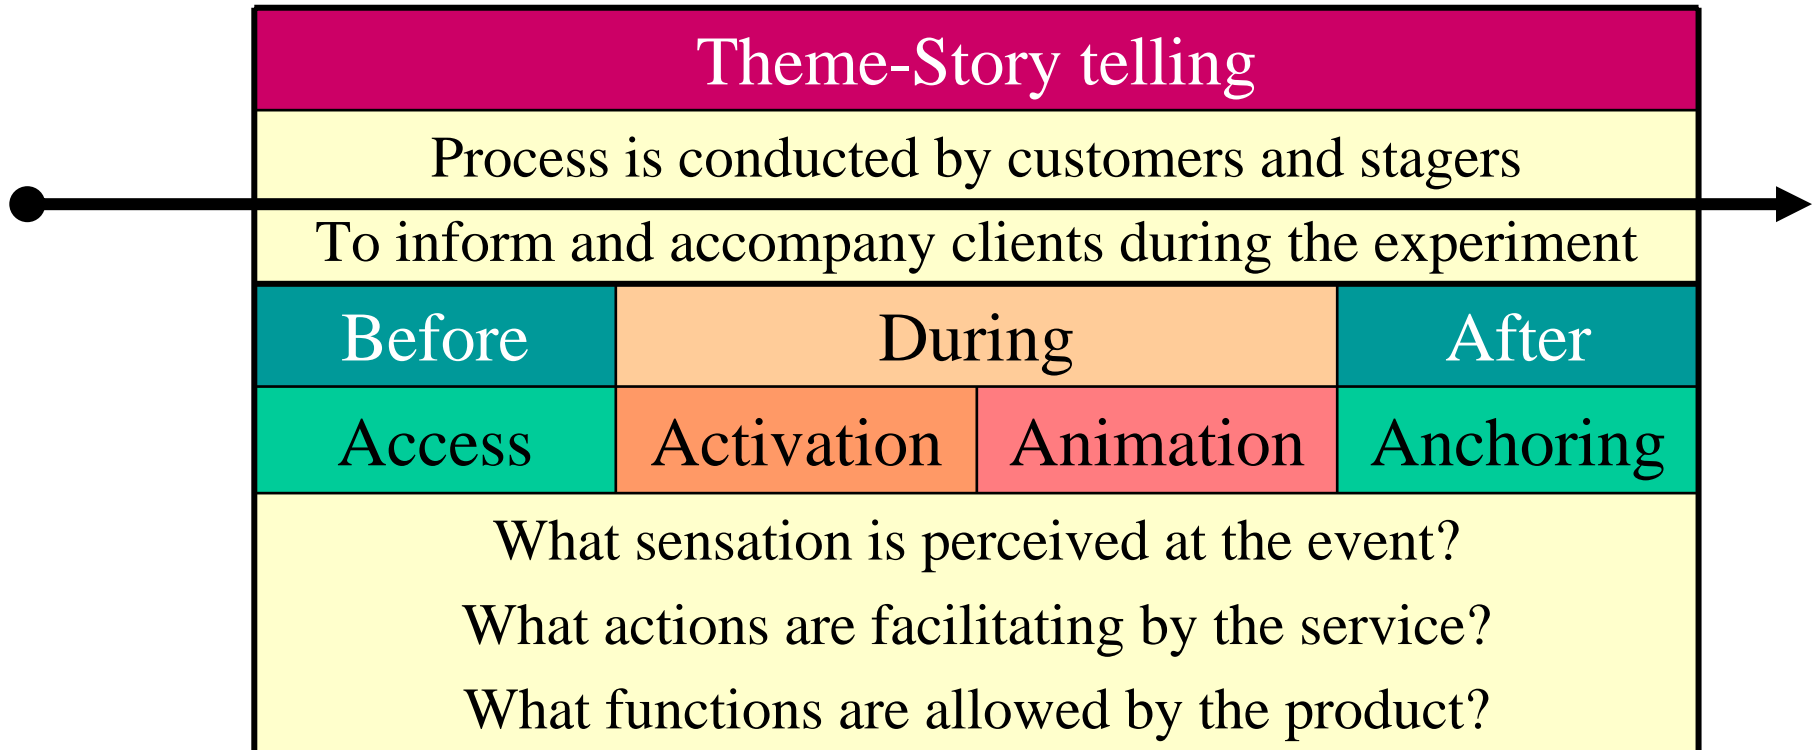 Theme-Story telling
Process is conducted by customers and stagers
To inform and accompany clients during the experiment
Before During After
Access Activation Animation Anchoring
What sensation is perceived at the event?
What actions are facilitating by the service?
What functions are allowed by the product?